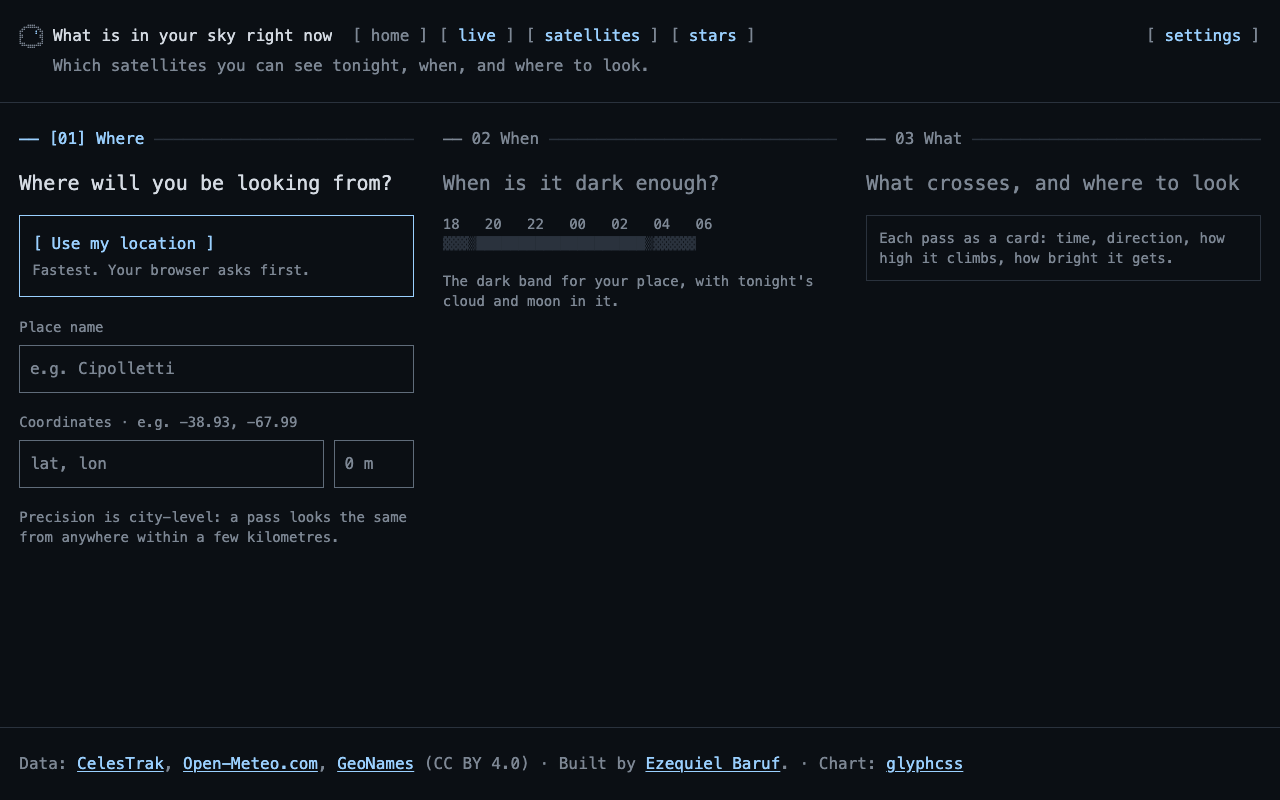 What is in your sky right now [ home ] [ live ] [ satellites ] [ stars ] [ settings ]
Which satellites you can see tonight, when, and where to look.
[01] Where
Where will you be looking from?
[ Use my location ]
Fastest. Your browser asks first.
Place name
e.g. Cipolletti
Coordinates · e.g. -38.93, -67.99
lat, lon
0 m
Precision is city-level: a pass looks the same
from anywhere within a few kilometres.
02 When
When is it dark enough?
18 20 22 00 02 04 06
The dark band for your place, with tonight's
cloud and moon in it.
03 What
What crosses, and where to look
Each pass as a card: time, direction, how
high it climbs, how bright it gets.
Data: CelesTrak, Open-Meteo.com, GeoNames (CC BY 4.0) · Built by Ezequiel Baruf. · Chart: glyphcss